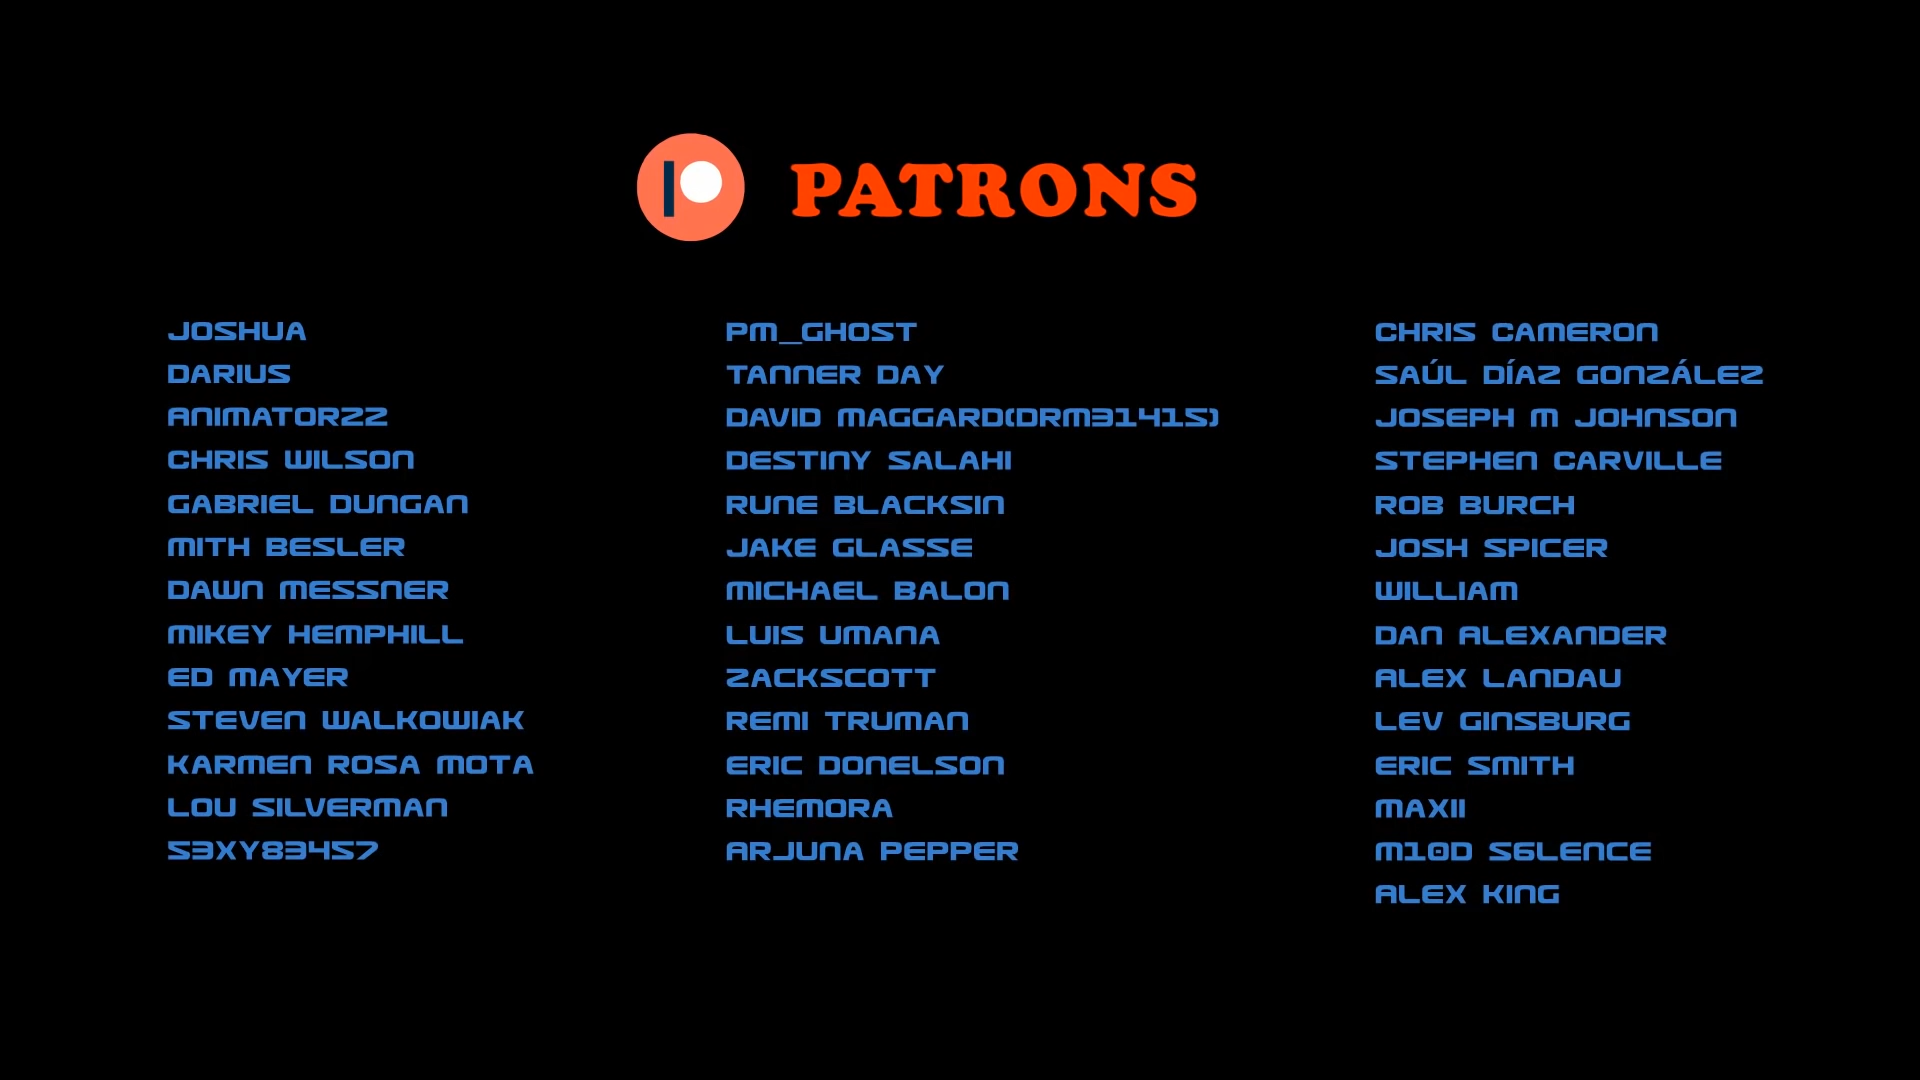 PATRONS
JOSHUA
DARIUS
ANIMATORZZ
CHRIS WILSON
GABRIEL DUNGAN
MITH BESLER
DAWN MESSNER
MIKEY HEMPHILL
ED MAYER
STEVEN WALKOWIAK
KARMEN ROSA MOTA
LOU SILVERMAN
S3XY83457
PM_GHOST
TANNER DAY
DAVID MAGGARD(DRM31415)
DESTINY SALAHI
RUNE BLACKSIN
JAKE GLASSE
MICHAEL BALON
LUIS UMANA
ZACKSCOTT
REMI TRUMAN
ERIC DONELSON
RHEMORA
ARJUNA PEPPER
CHRIS CAMERON
SAÚL DÍAZ GONZÁLEZ
JOSEPH M JOHNSON
STEPHEN CARVILLE
ROB BURCH
JOSH SPICER
WILLIAM
DAN ALEXANDER
ALEX LANDAU
LEV GINSBURG
ERIC SMITH
MAXII
M10D S6LENCE
ALEX KING